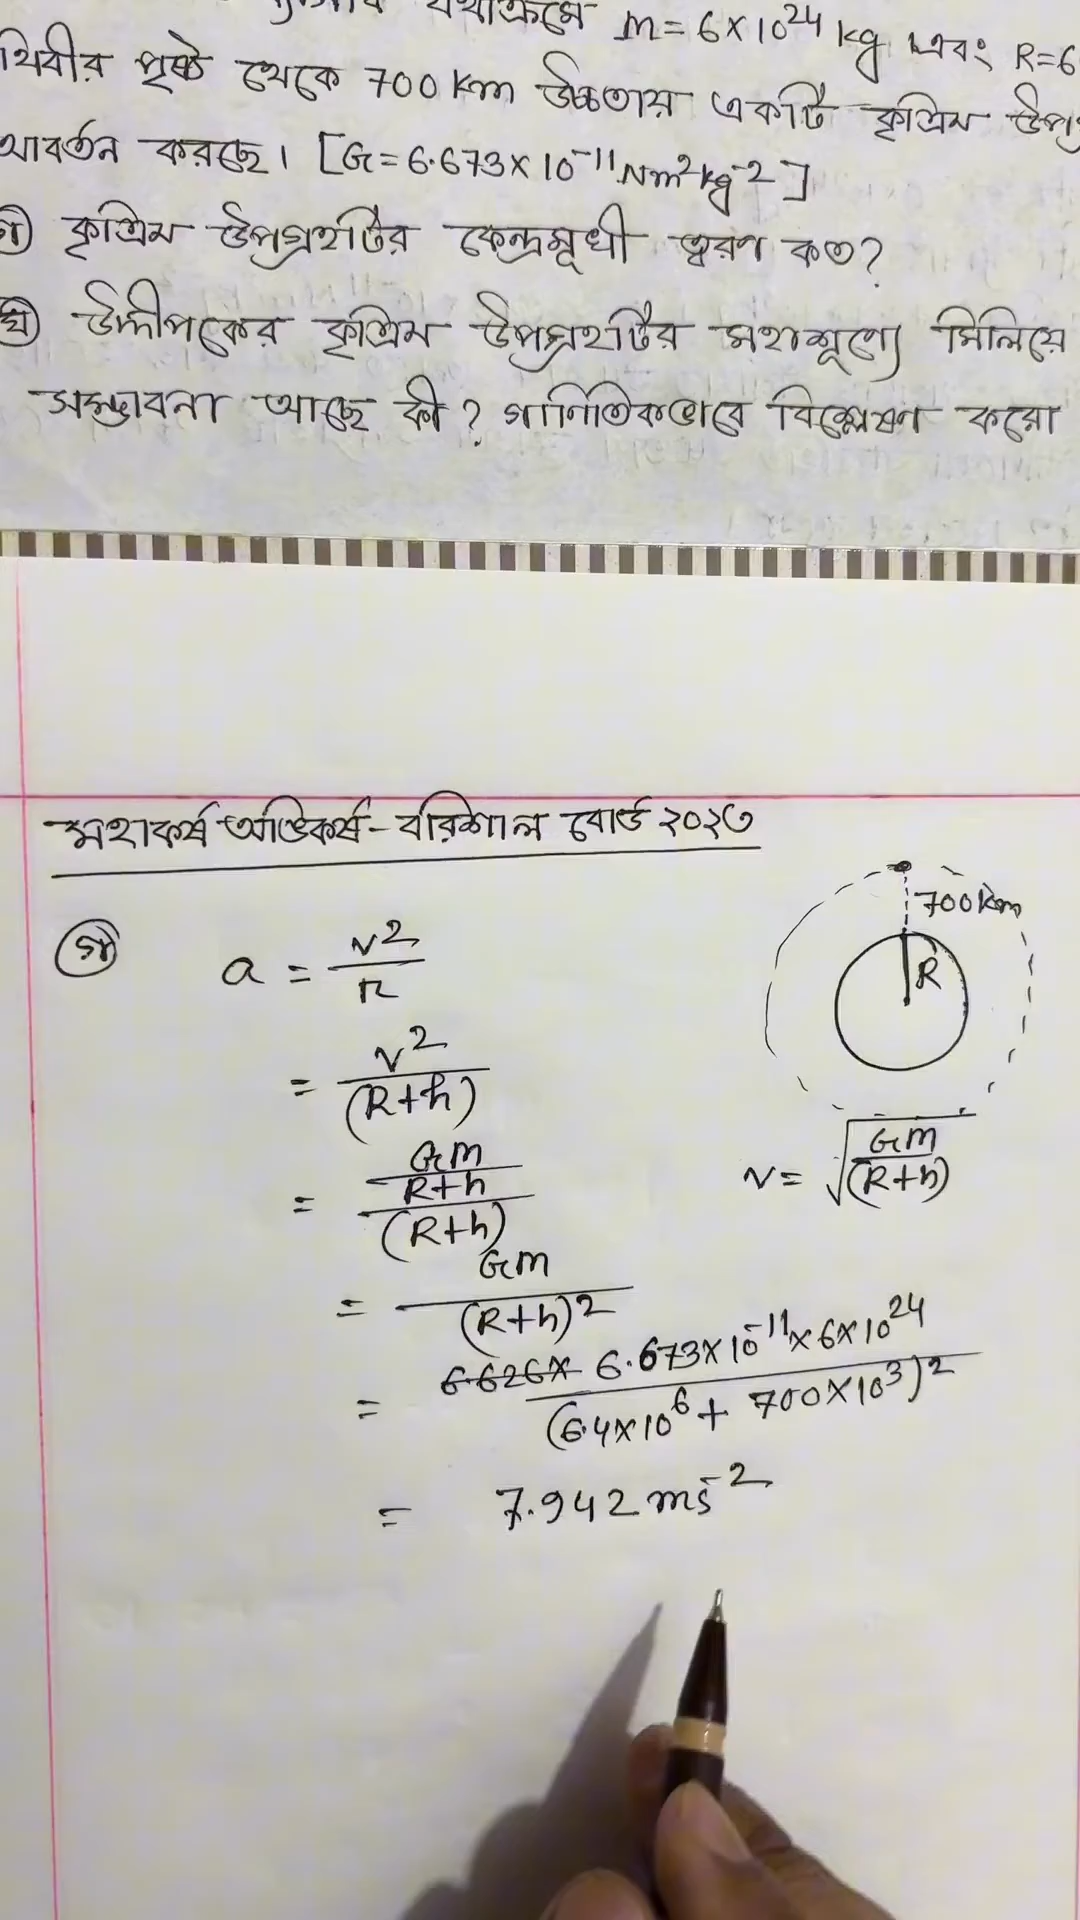 যথাক্রমে m = 6×10²⁴ kg এবং R=6
থিবীর পৃষ্ঠ থেকে 700 km উচ্চতায় একটি কৃত্রিম উপগ্র
আবর্তন করছে। [G = 6.673×10⁻¹¹ Nm²kg⁻²]
গ) কৃত্রিম উপগ্রহটির কেন্দ্রমূখী ত্বরণ কত?
ঘ) উদ্দীপকের কৃত্রিম উপগ্রহটির মহাশূণ্যে মিলিয়ে
সম্ভাবনা আছে কী? গাণিতিকভাবে বিশ্লেষণ করো
মহাকর্ষ অভিকর্ষ - বরিশাল বোর্ড ২০২৩
700 km
R
গ) a = v²/r
= v²/(R+h)
v = √(GM/(R+h))
= (GM/(R+h))/(R+h)
= GM/(R+h)²
= 6.626× 6.673×10⁻¹¹×6×10²⁴/(6.4×10⁶ + 700×10³)²
= 7.942 ms⁻²